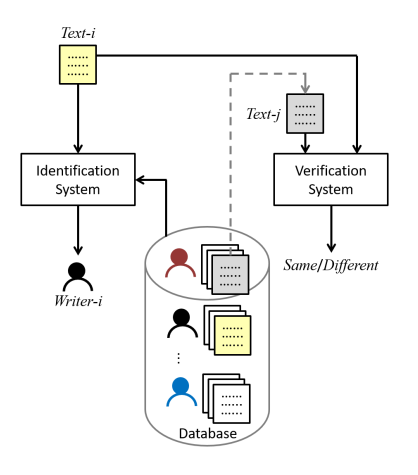 Text-i
......
......
......
Text-j
......
......
......
Identification
System
Verification
System
Writer-i
Same/Different
......
......
......
......
......
......
⋮
......
......
......
Database